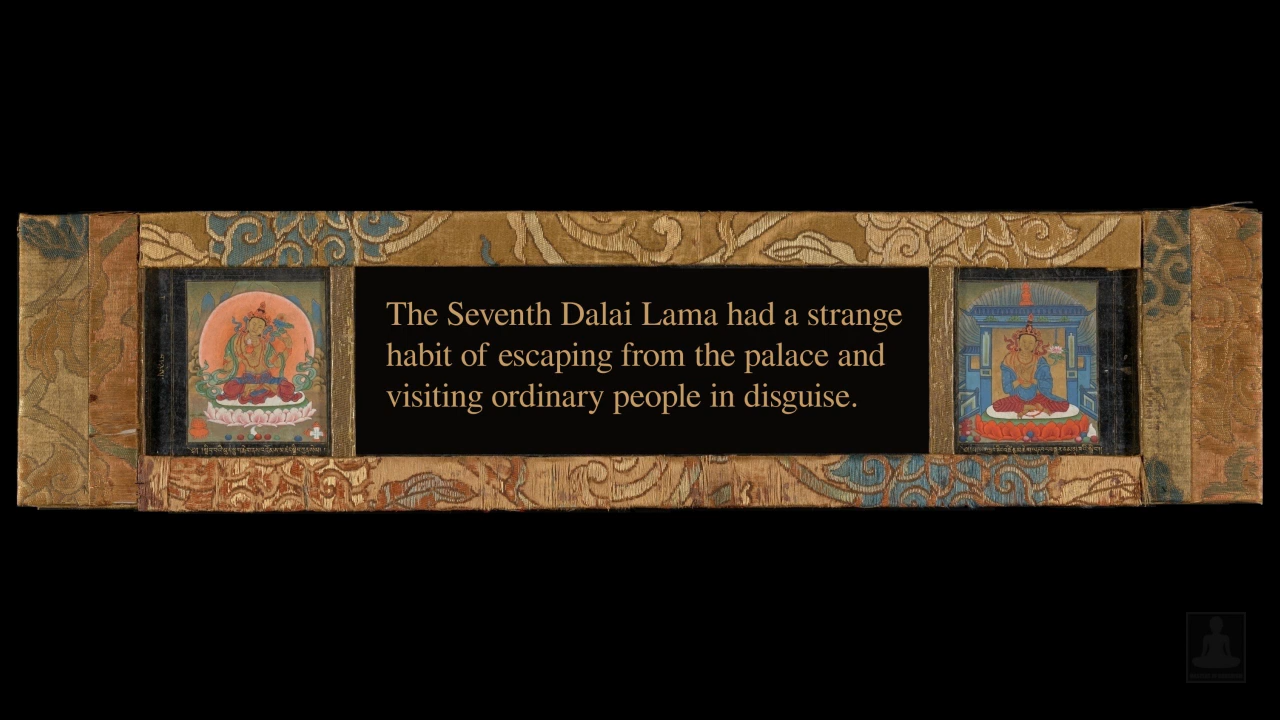 The Seventh Dalai Lama had a strange
habit of escaping from the palace and
visiting ordinary people in disguise.